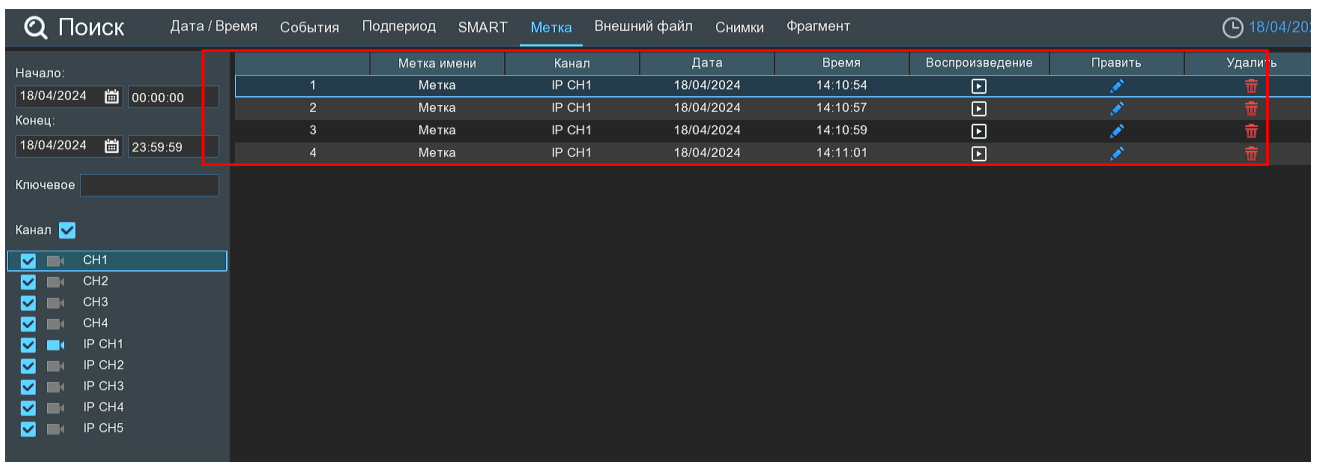 Поиск Дата / Время События Подпериод SMART Метка Внешний файл Снимки Фрагмент 18/04/20
Начало:
18/04/2024 00:00:00
Конец:
18/04/2024 23:59:59
Ключевое
Канал
CH1
CH2
CH3
CH4
IP CH1
IP CH2
IP CH3
IP CH4
IP CH5
Метка имени Канал Дата Время Воспроизведение Править Удалить
1 Метка IP CH1 18/04/2024 14:10:54
2 Метка IP CH1 18/04/2024 14:10:57
3 Метка IP CH1 18/04/2024 14:10:59
4 Метка IP CH1 18/04/2024 14:11:01